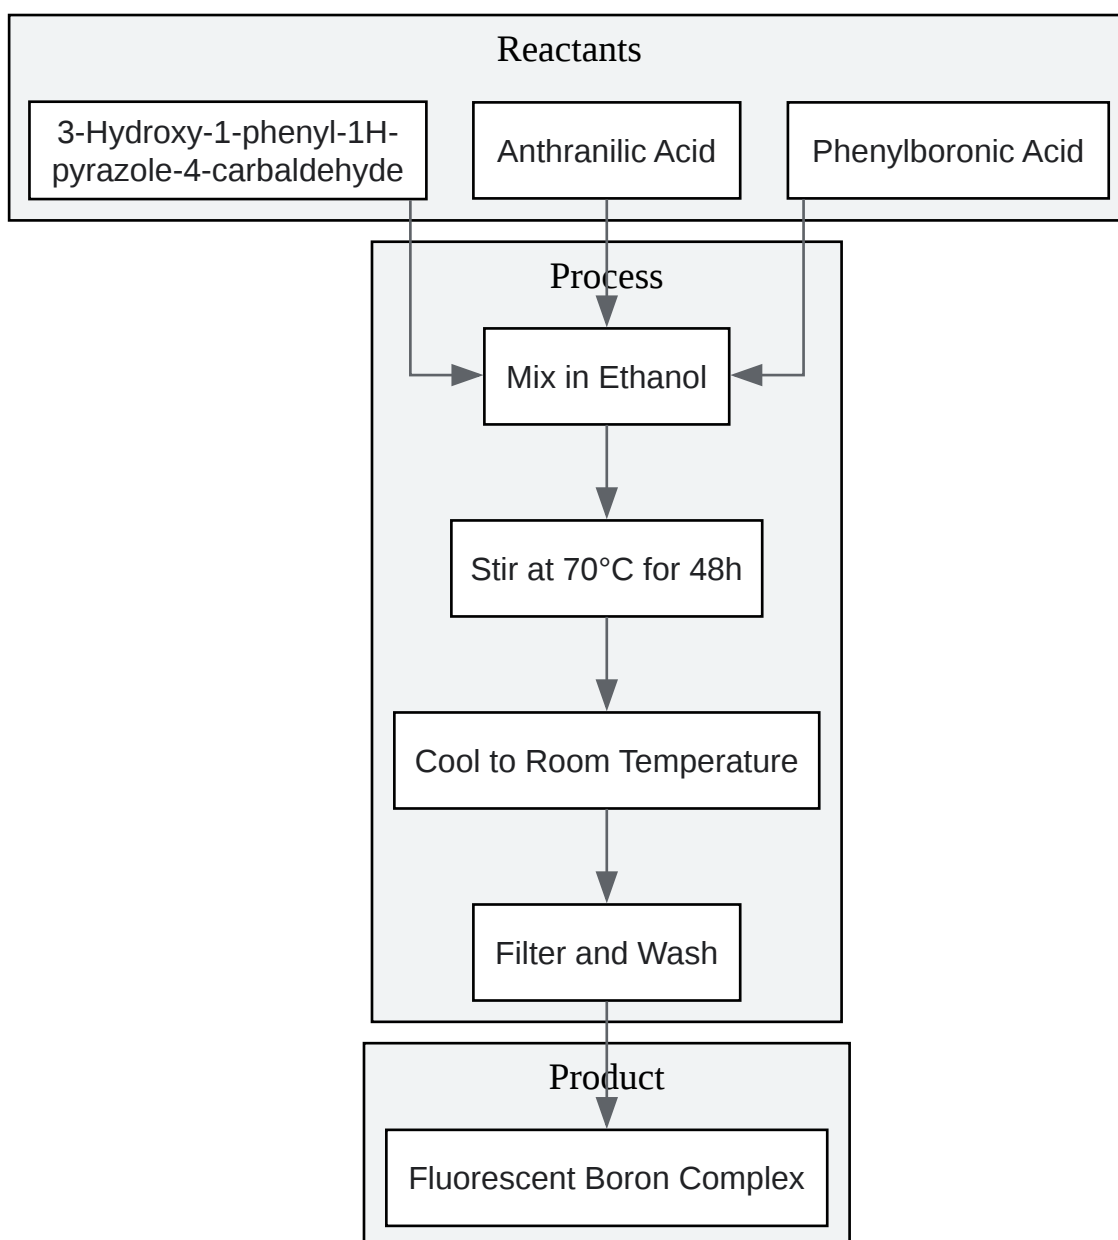 Reactants
3-Hydroxy-1-phenyl-1H-
pyrazole-4-carbaldehyde
Anthranilic Acid
Phenylboronic Acid
Process
Mix in Ethanol
Stir at 70°C for 48h
Cool to Room Temperature
Filter and Wash
Product
Fluorescent Boron Complex